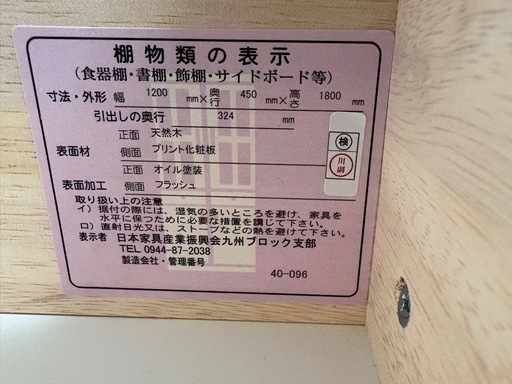 棚物類の表示
(食器棚・書棚・飾棚・サイドボード等)
寸法・外形 幅 1200 mm×奥行 450 mm×高さ 1800 mm
引出しの奥行 324 mm
表面材 正面 天然木
側面 プリント化粧板
表面加工 正面 オイル塗装
側面 フラッシュ
検
川副
取り扱い上の注意
イ)据付の際には、湿気の多いところを避け、家具を
水平に保つために必要な措置を講じて下さい。
ロ)直射日光又は、ストーブなどの熱を避けて下さい。
表示者 日本家具産業振興会九州ブロック支部
TEL 0944-87-2038
製造会社・管理番号
40-096